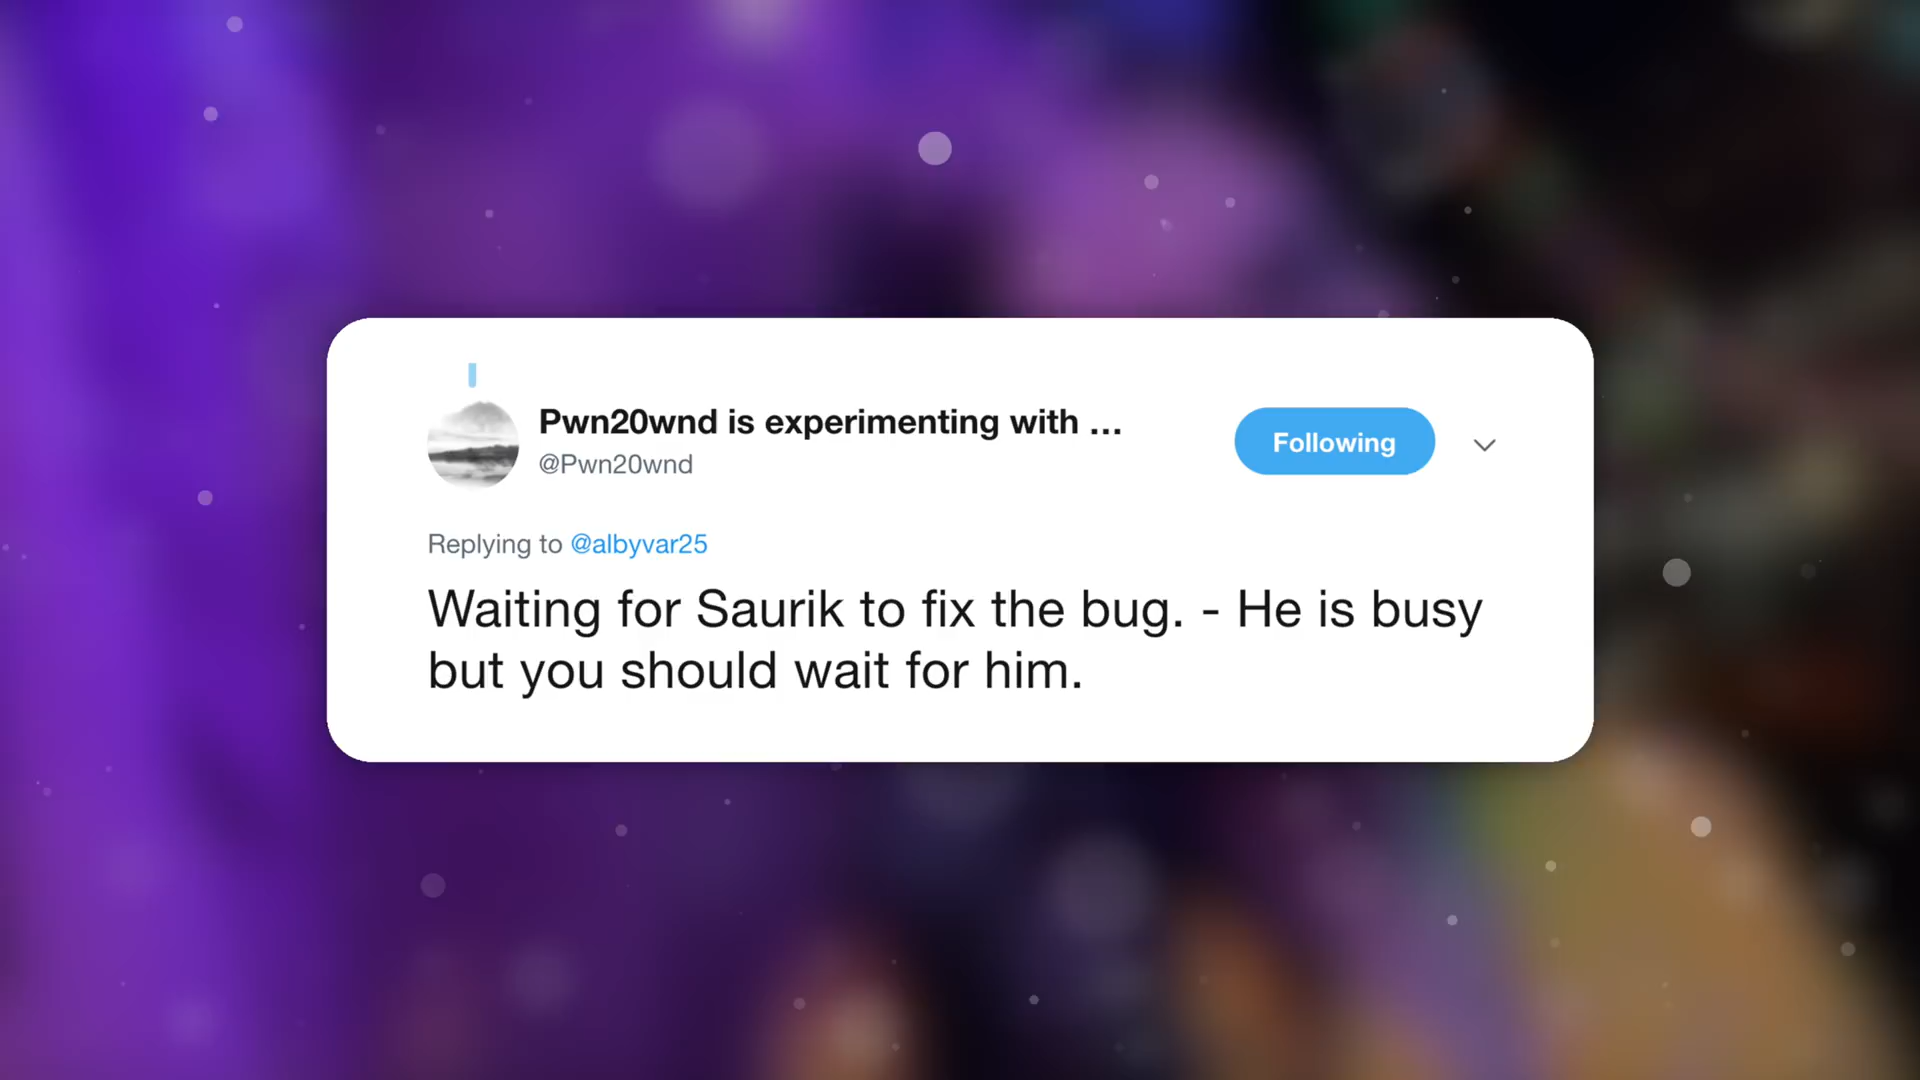 Pwn20wnd is experimenting with ...
@Pwn20wnd
Following
Replying to @albyvar25
Waiting for Saurik to fix the bug. - He is busy
but you should wait for him.